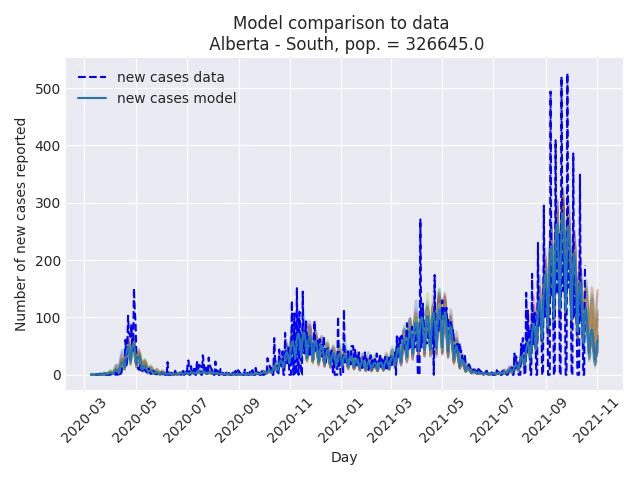 Model comparison to data
Alberta - South, pop. = 326645.0
new cases data
new cases model
Number of new cases reported
500
400
300
200
100
0
2020-03
2020-05
2020-07
2020-09
2020-11
2021-01
2021-03
2021-05
2021-07
2021-09
2021-11
Day